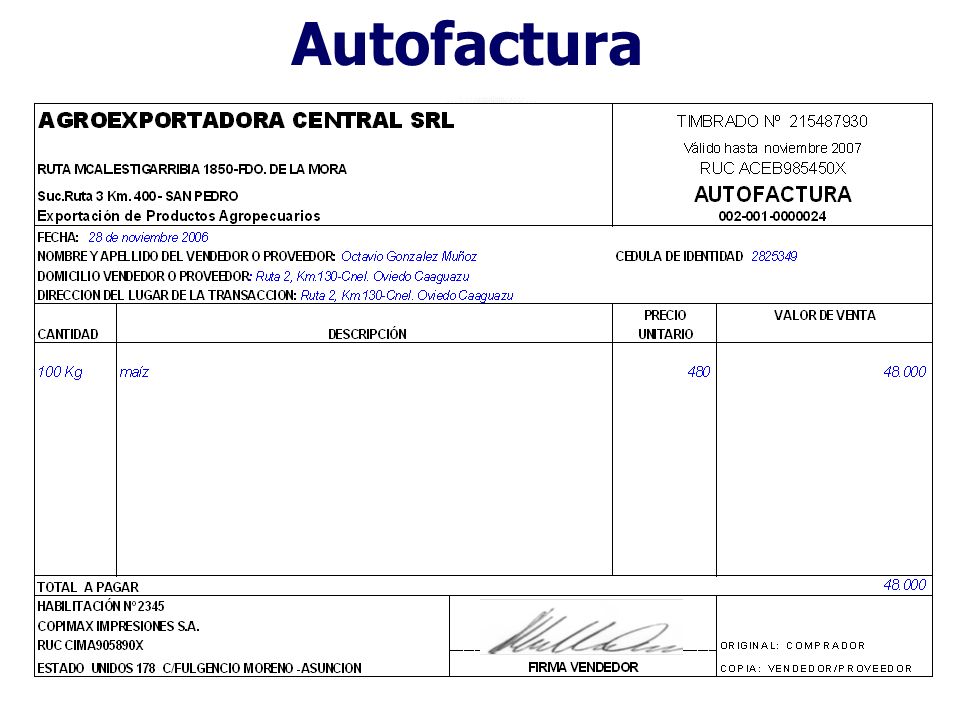 Autofactura
AGROEXPORTADORA CENTRAL SRL
RUTA MCAL.ESTIGARRIBIA 1850-FDO. DE LA MORA
Suc.Ruta 3 Km. 400- SAN PEDRO
Exportación de Productos Agropecuarios
TIMBRADO Nº 215487930
Válido hasta noviembre 2007
RUC ACEB985450X
AUTOFACTURA
002-001-0000024
FECHA: 28 de noviembre 2006
NOMBRE Y APELLIDO DEL VENDEDOR O PROVEEDOR: Octavio Gonzalez Muñoz CEDULA DE IDENTIDAD 2825349
DOMICILIO VENDEDOR O PROVEEDOR: Ruta 2, Km.130-Cnel. Oviedo Caaguazu
DIRECCION DEL LUGAR DE LA TRANSACCION: Ruta 2, Km.130-Cnel. Oviedo Caaguazu
CANTIDAD DESCRIPCIÓN PRECIO UNITARIO VALOR DE VENTA
100 Kg maíz 480 48.000
TOTAL A PAGAR 48.000
HABILITACIÓN Nº2345
COPIMAX IMPRESIONES S.A.
RUC CIMA905890X
ESTADO UNIDOS 178 C/FULGENCIO MORENO -ASUNCION
FIRMA VENDEDOR
ORIGINAL: COMPRADOR
COPIA: VENDEDOR/PROVEEDOR